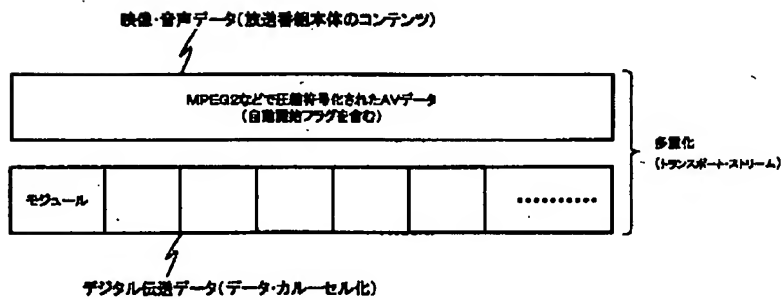 映像・音声データ(放送番組本体のコンテンツ)
MPEG2などで圧縮符号化されたAVデータ
(自動開始フラグを含む)
多重化
(トランスポート・ストリーム)
モジュール
••••••••••
デジタル伝送データ(データ・カルーセル化)